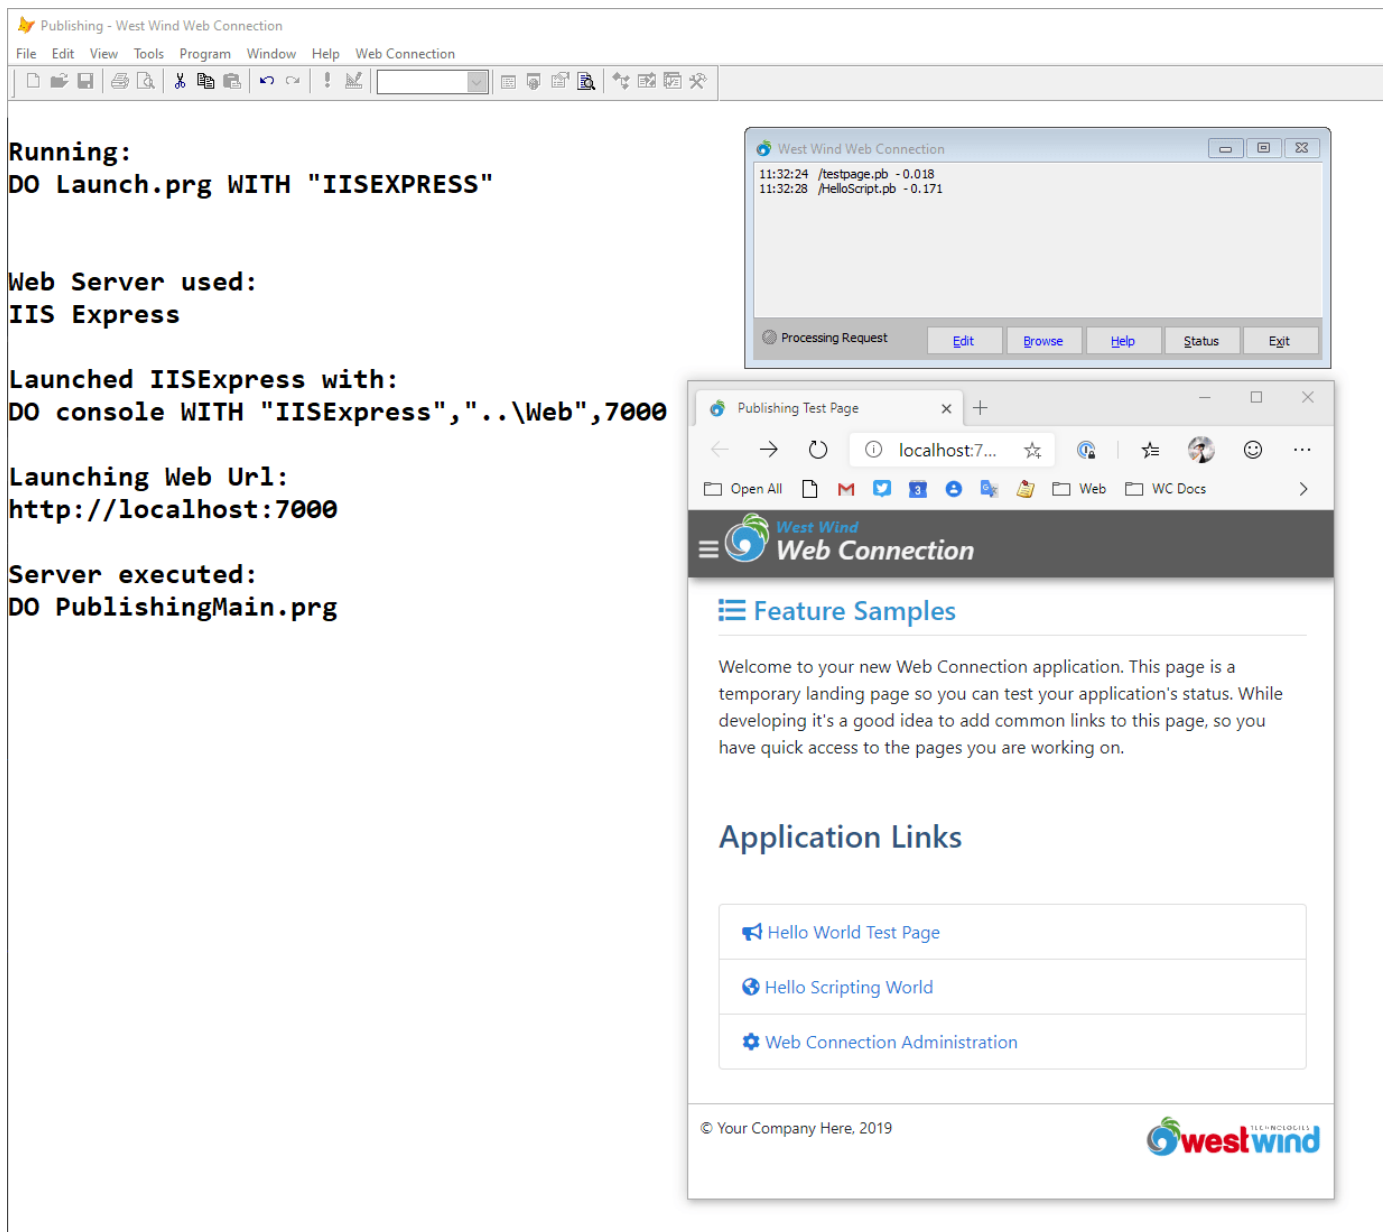 Publishing - West Wind Web Connection
File Edit View Tools Program Window Help Web Connection
Running:
DO Launch.prg WITH "IISEXPRESS"
Web Server used:
IIS Express
Launched IISExpress with:
DO console WITH "IISExpress","..\Web",7000
Launching Web Url:
http://localhost:7000
Server executed:
DO PublishingMain.prg
West Wind Web Connection
11:32:24 /testpage.pb - 0.018
11:32:28 /HelloScript.pb - 0.171
Processing Request Edit Browse Help Status Exit
Publishing Test Page
localhost:7...
Open All 3 Web WC Docs
West Wind
Web Connection
Feature Samples
Welcome to your new Web Connection application. This page is a
temporary landing page so you can test your application's status. While
developing it's a good idea to add common links to this page, so you
have quick access to the pages you are working on.
Application Links
Hello World Test Page
Hello Scripting World
Web Connection Administration
© Your Company Here, 2019
TECHNOLOGIES
westwind